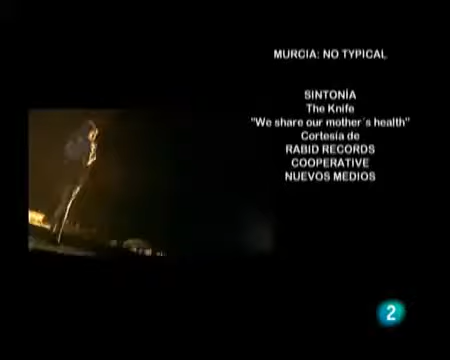 MURCIA: NO TYPICAL
SINTONÍA
The Knife
"We share our mother´s health"
Cortesía de
RABID RECORDS
COOPERATIVE
NUEVOS MEDIOS
2